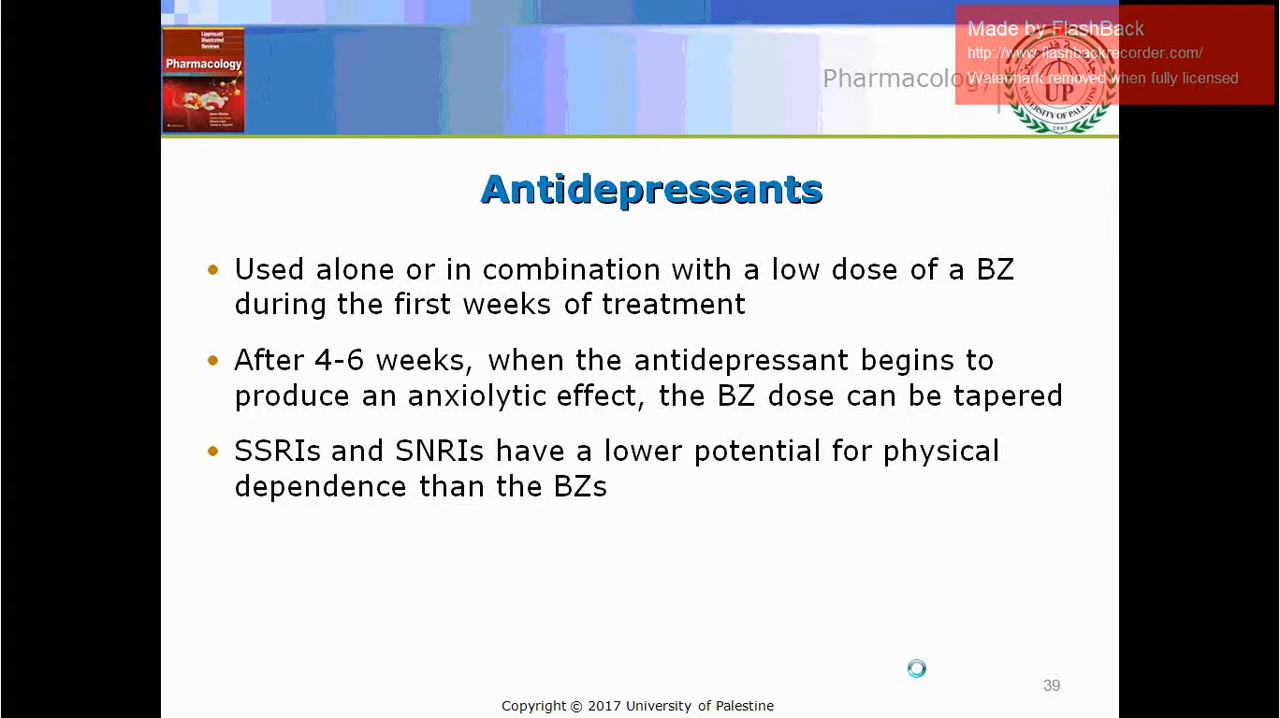 Lippincott
Illustrated
Reviews
Pharmacology
Made by FlashBack
http://www.flashbackrecorder.com/
Watermark removed when fully licensed
Pharmacology
UP
UNIVERSITY OF PALESTINE
2003
Antidepressants
• Used alone or in combination with a low dose of a BZ
during the first weeks of treatment
• After 4-6 weeks, when the antidepressant begins to
produce an anxiolytic effect, the BZ dose can be tapered
• SSRIs and SNRIs have a lower potential for physical
dependence than the BZs
39
Copyright © 2017 University of Palestine